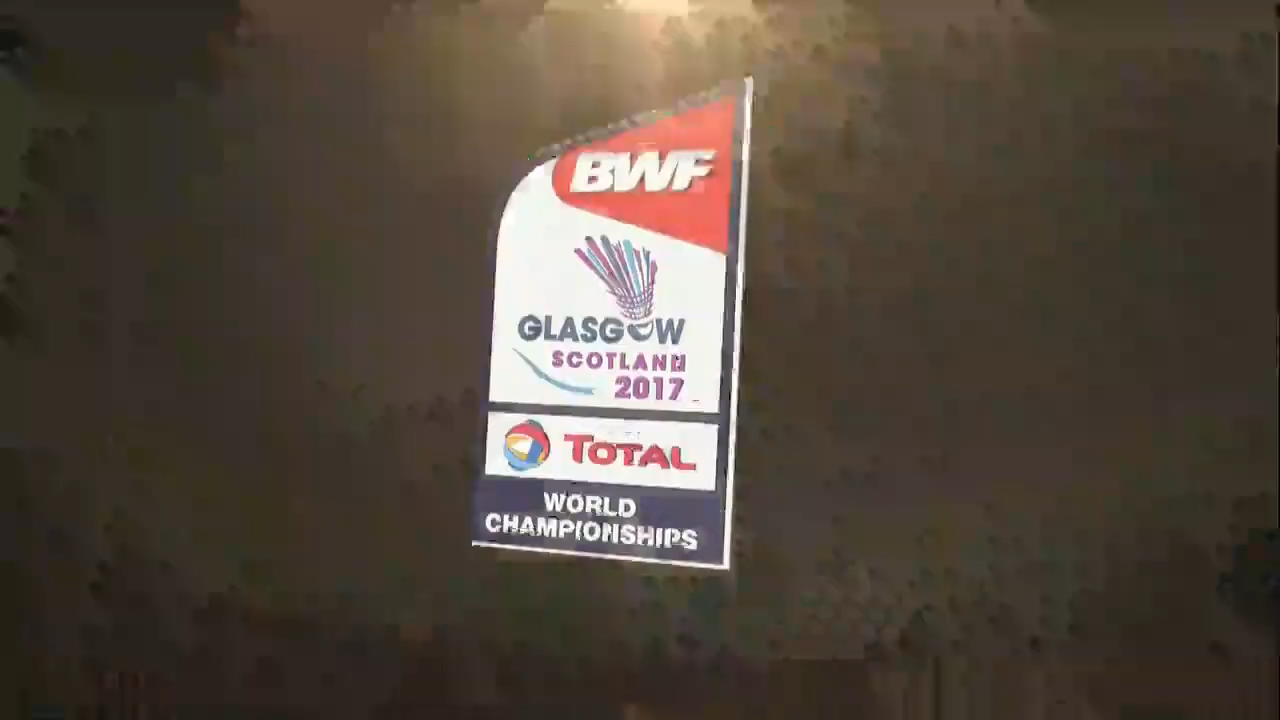 BWF
GLASGOW
SCOTLAND
2017
TOTAL
WORLD
CHAMPIONSHIPS